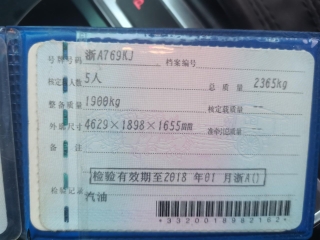 号牌号码 浙A769KJ 档案编号
核定载人数 5人 总质量 2365kg
整备质量 1900kg 核定载质量 --
外廓尺寸 4629×1898×1655mm 准牵引总质量 --
备注
检验有效期至2018年01月浙A()
检验记录
汽油
*3320018982162*